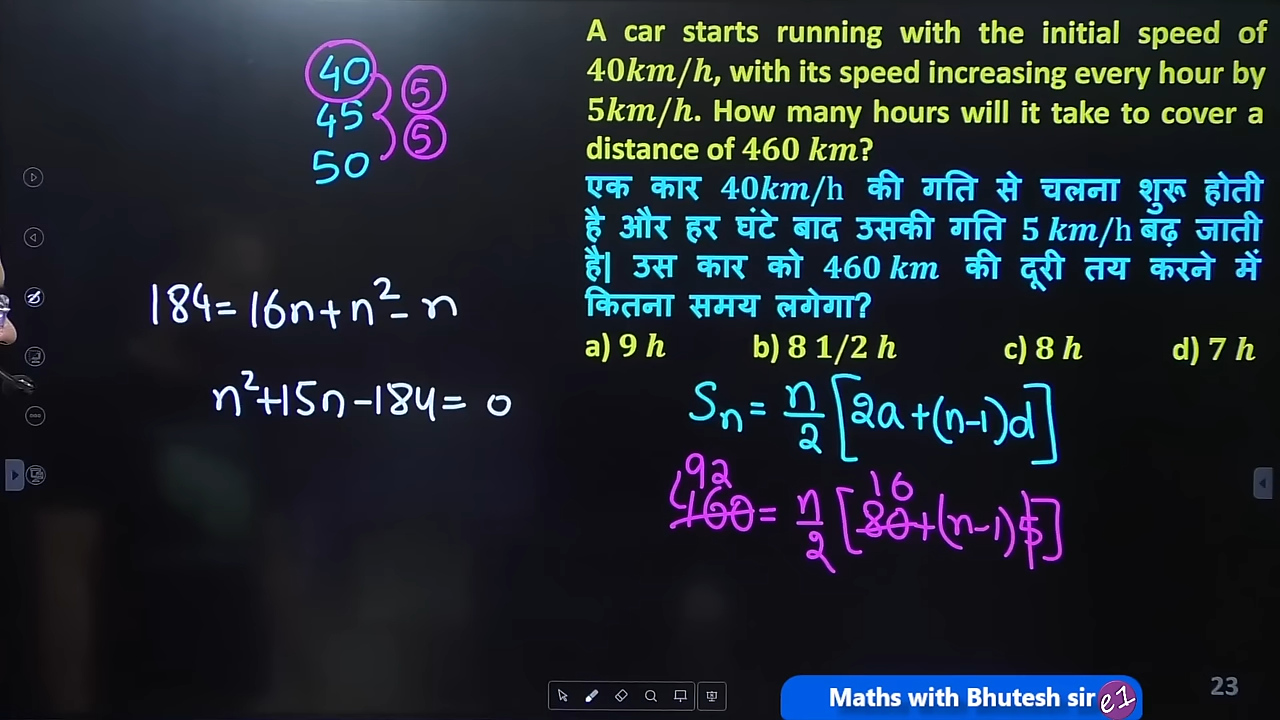 A car starts running with the initial speed of
40km/h, with its speed increasing every hour by
5km/h. How many hours will it take to cover a
distance of 460 km?
एक कार 40km/h की गति से चलना शुरू होती
है और हर घंटे बाद उसकी गति 5 km/h बढ़ जाती
है| उस कार को 460 km की दूरी तय करने में
कितना समय लगेगा?
a) 9 h b) 8 1/2 h c) 8 h d) 7 h
40
45
50
5
5
184= 16n+n²-n
n²+15n-184= 0
Sn= n/2 [2a+(n-1)d]
92 16
460= n/2 [80+(n-1)5]
Maths with Bhutesh sir e1
23